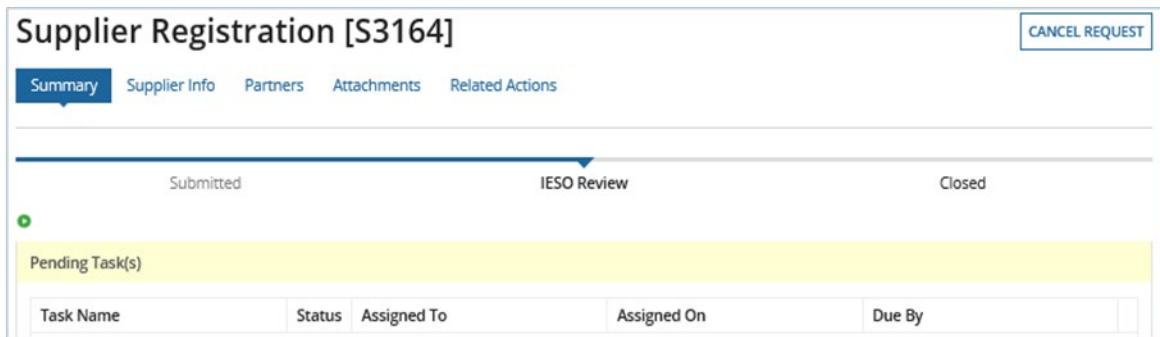 Supplier Registration [S3164]
CANCEL REQUEST
Summary Supplier Info Partners Attachments Related Actions
Submitted IESO Review Closed
Pending Task(s)
Task Name Status Assigned To Assigned On Due By